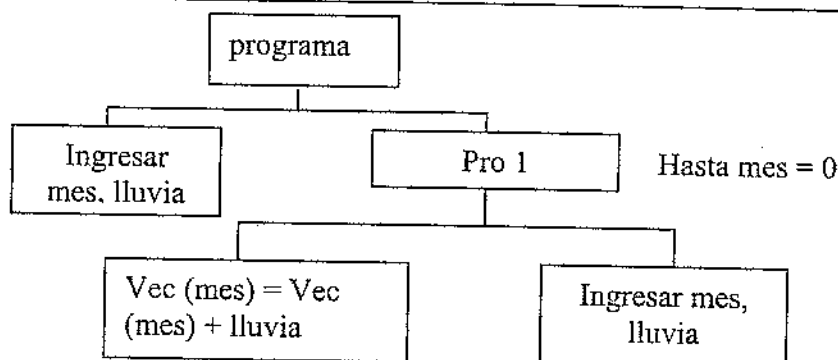 programa
Ingresar
mes, lluvia
Pro 1
Hasta mes = 0
Vec (mes) = Vec
(mes) + lluvia
Ingresar mes,
lluvia